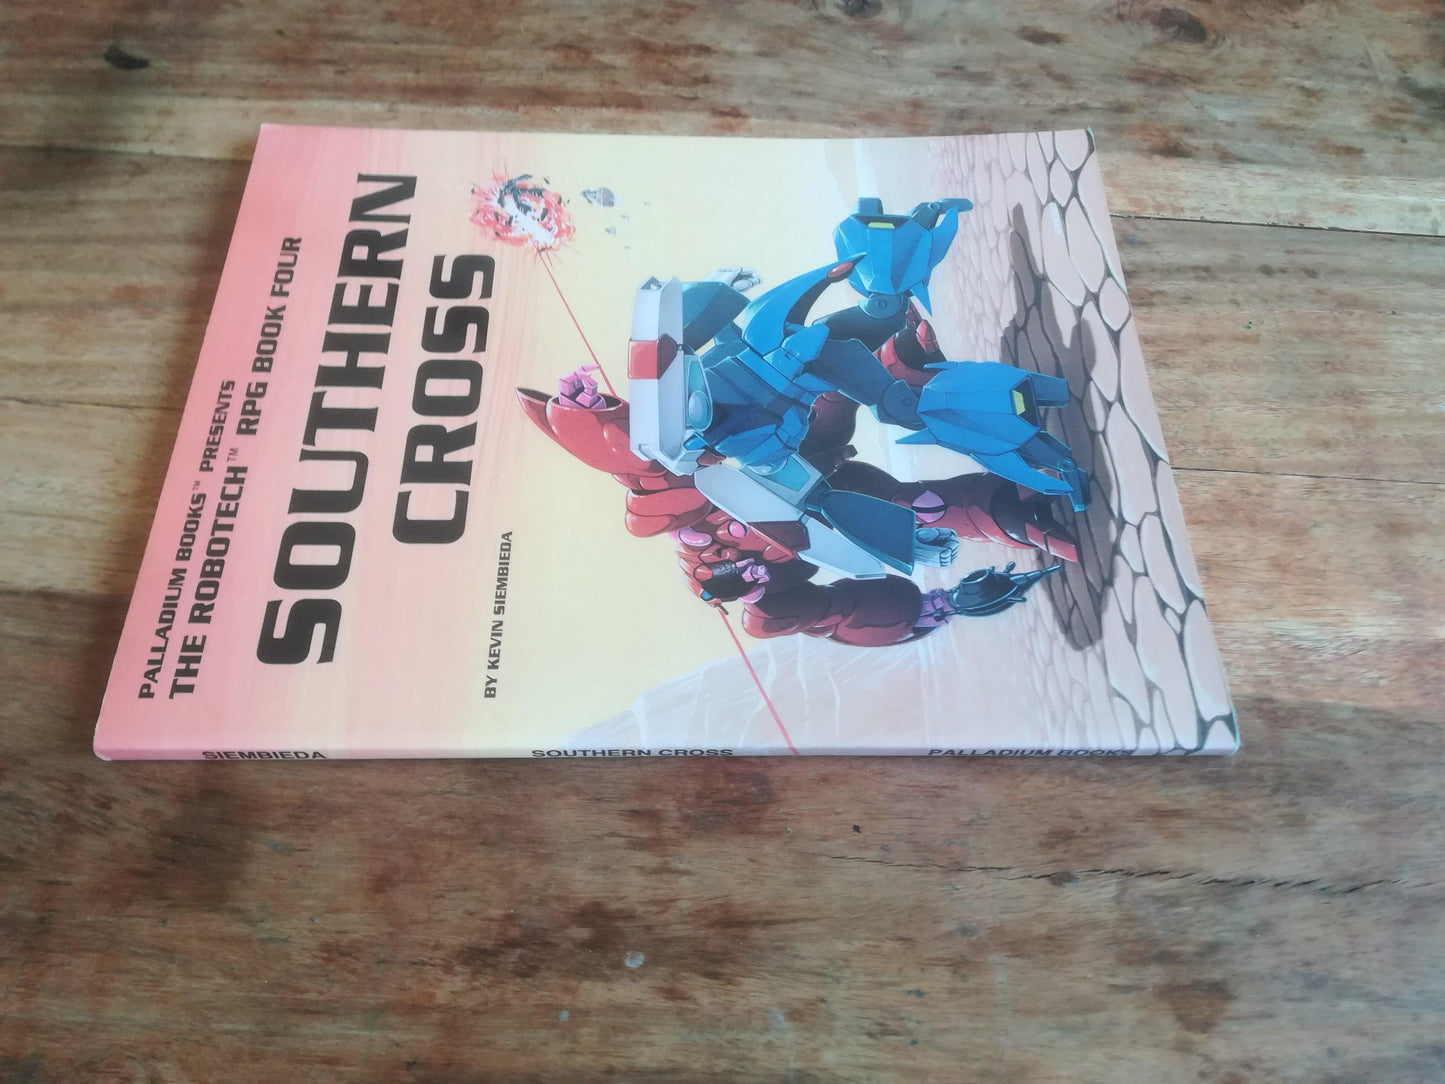 PALLADIUM BOOKS™ PRESENTS
THE ROBOTECH™ RPG BOOK FOUR
SOUTHERN
CROSS
BY KEVIN SIEMBIEDA
SIEMBIEDA SOUTHERN CROSS PALLADIUM BOOKS